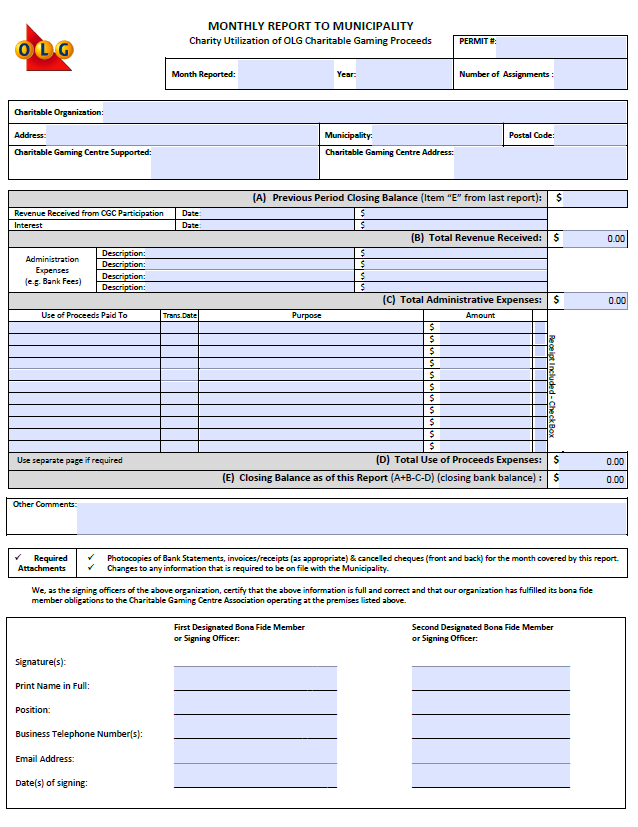 OLG
MONTHLY REPORT TO MUNICIPALITY
Charity Utilization of OLG Charitable Gaming Proceeds
PERMIT #:
Month Reported: Year: Number of Assignments :
Charitable Organization:
Address: Municipality: Postal Code:
Charitable Gaming Centre Supported: Charitable Gaming Centre Address:
(A) Previous Period Closing Balance (Item "E" from last report): $
Revenue Received from CGC Participation Date: $
Interest Date: $
(B) Total Revenue Received: $ 0.00
Administration
Expenses
(e.g. Bank Fees)
Description: $
Description: $
Description: $
Description: $
(C) Total Administrative Expenses: $ 0.00
Use of Proceeds Paid To Trans.Date Purpose Amount
$
$
$
$
$
$
$
$
$
$
$
Receipt Included - Check Box
Use separate page if required (D) Total Use of Proceeds Expenses: $ 0.00
(E) Closing Balance as of this Report (A+B-C-D) (closing bank balance) : $ 0.00
Other Comments:
✓ Required
Attachments
✓ Photocopies of Bank Statements, invoices/receipts (as appropriate) & cancelled cheques (front and back) for the month covered by this report.
✓ Changes to any information that is required to be on file with the Municipality.
We, as the signing officers of the above organization, certify that the above information is full and correct and that our organization has fulfilled its bona fide
member obligations to the Charitable Gaming Centre Association operating at the premises listed above.
First Designated Bona Fide Member
or Signing Officer:
Second Designated Bona Fide Member
or Signing Officer:
Signature(s):
Print Name in Full:
Position:
Business Telephone Number(s):
Email Address:
Date(s) of signing: